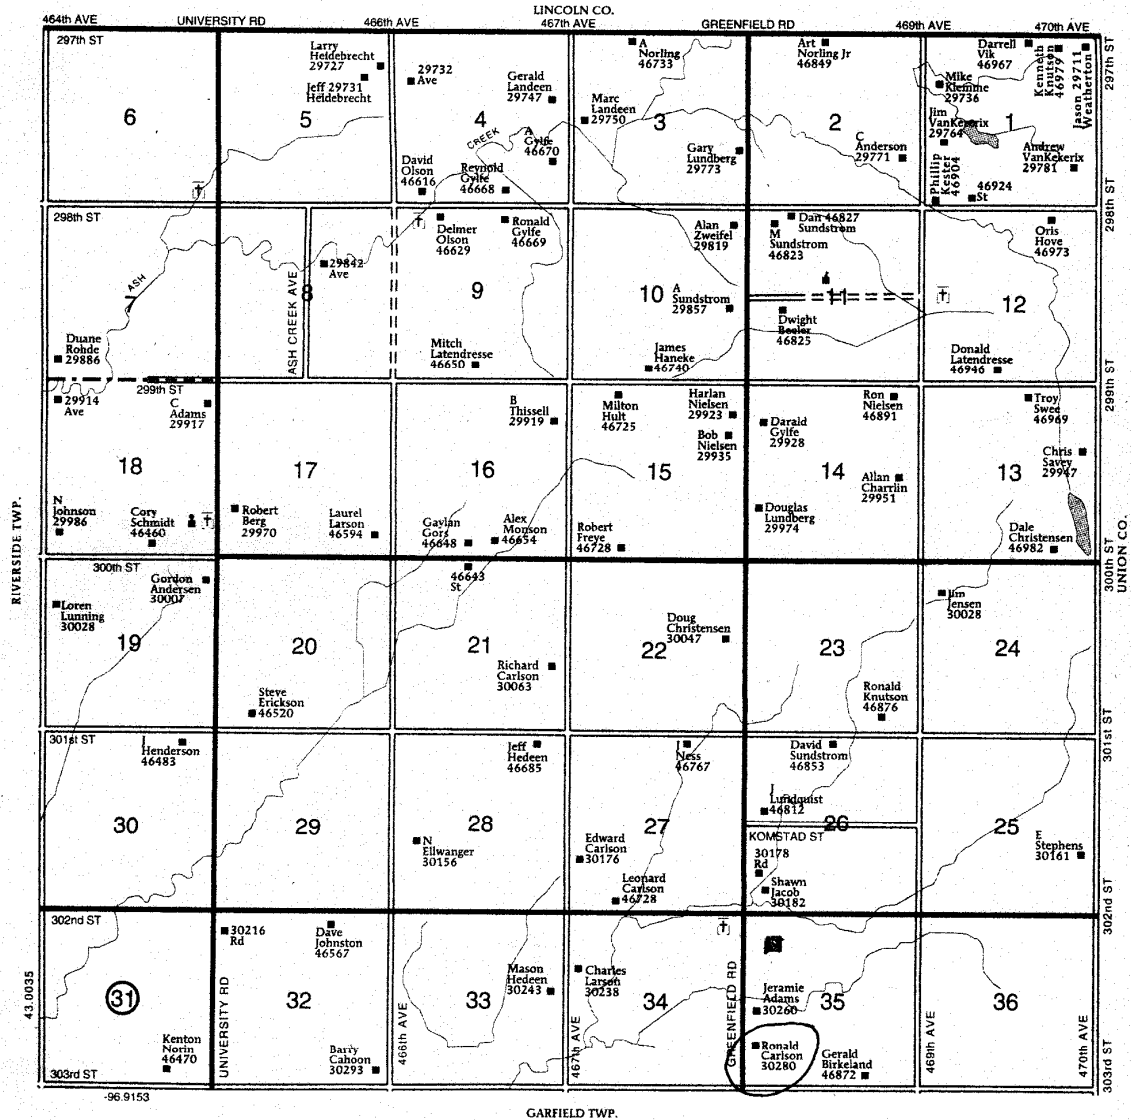 LINCOLN CO.
464th AVE
UNIVERSITY RD
466th AVE
467th AVE
GREENFIELD RD
469th AVE
470th AVE
297th ST
297th ST
6
Larry
Heidebrecht
29727
Jeff 29731
Heidebrecht
5
29732
Ave
Gerald
Landeen
29747
4
CREEK
A
Gylfe
46670
David
Olson
46616
Reynold
Gylfe
46668
A
Norling
46733
Marc
Landeen
29750
3
Gary
Lundberg
29773
Art
Norling Jr
46849
2
C
Anderson
29771
Darrell
Vik
46967
Kenneth
Knutson
46979
Jason 29711
Weatherton
Mike
Klemme
29736
Jim
VanKekerix
29764
1
Andrew
VanKekerix
29781
Phillip
Kester
46904
46924
St
298th ST
298th ST
ASH
7
Duane
Rohde
29886
29842
Ave
ASH CREEK AVE
8
Delmer
Olson
46629
Ronald
Gylfe
46669
9
Mitch
Latendresse
46650
Alan
Zweifel
29819
10
A
Sundstrom
29857
James
Haneke
46740
Dan 46827
Sundstrom
M
Sundstrom
46823
11
Dwight
Beeler
46825
Oris
Hove
46973
12
Donald
Latendresse
46946
299th ST
299th ST
29914
Ave
C
Adams
29917
18
N
Johnson
29986
Cory
Schmidt
46460
17
Robert
Berg
29970
Laurel
Larson
46594
B
Thissell
29919
16
Gaylan
Gors
46648
Alex
Monson
46654
Milton
Hult
46725
Harlan
Nielsen
29923
Bob
Nielsen
29935
15
Robert
Freye
46728
Ron
Nielsen
46891
Darald
Gylfe
29928
14
Allan
Charrlin
29951
Douglas
Lundberg
29974
Troy
Swee
46969
Chris
Savey
29947
13
Dale
Christensen
46982
RIVERSIDE TWP.
UNION CO.
300th ST
300th ST
Gordon
Andersen
30007
Loren
Lunning
30028
19
20
Steve
Erickson
46520
46643
St
21
Richard
Carlson
30063
Doug
Christensen
30047
22
23
Ronald
Knutson
46876
Jim
Jensen
30028
24
301st ST
301st ST
J
Henderson
46483
30
29
Jeff
Hedeen
46685
28
N
Ellwanger
30156
J
Ness
46767
27
Edward
Carlson
30176
Leonard
Carlson
46728
David
Sundstrom
46853
J
Lundquist
46812
26
KOMSTAD ST
30178
Rd
Shawn
Jacob
30182
25
E
Stephens
30161
302nd ST
302nd ST
43.0035
31
Kenton
Norin
46470
30216
Rd
Dave
Johnston
46567
UNIVERSITY RD
32
Barry
Cahoon
30293
466th AVE
Mason
Hedeen
30243
33
Charles
Larson
30238
467th AVE
34
GREENFIELD RD
Jeramie
Adams
30260
35
Ronald
Carlson
30280
Gerald
Birkeland
46872
469th AVE
36
470th AVE
303rd ST
303rd ST
-96.9153
GARFIELD TWP.